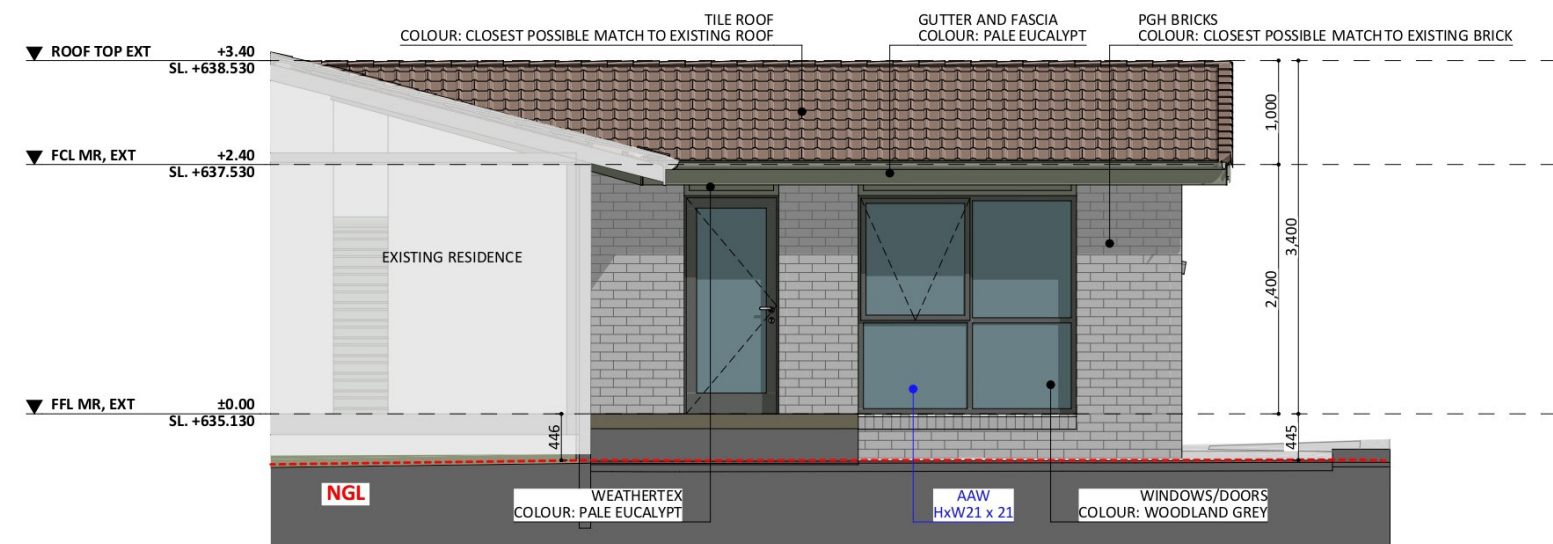 TILE ROOF
COLOUR: CLOSEST POSSIBLE MATCH TO EXISTING ROOF
GUTTER AND FASCIA
COLOUR: PALE EUCALYPT
PGH BRICKS
COLOUR: CLOSEST POSSIBLE MATCH TO EXISTING BRICK
ROOF TOP EXT +3.40
SL. +638.530
1,000
FCL MR, EXT +2.40
SL. +637.530
EXISTING RESIDENCE
3,400
2,400
FFL MR, EXT ±0.00
SL. +635.130
446
445
NGL
WEATHERTEX
COLOUR: PALE EUCALYPT
AAW
HxW21 x 21
WINDOWS/DOORS
COLOUR: WOODLAND GREY